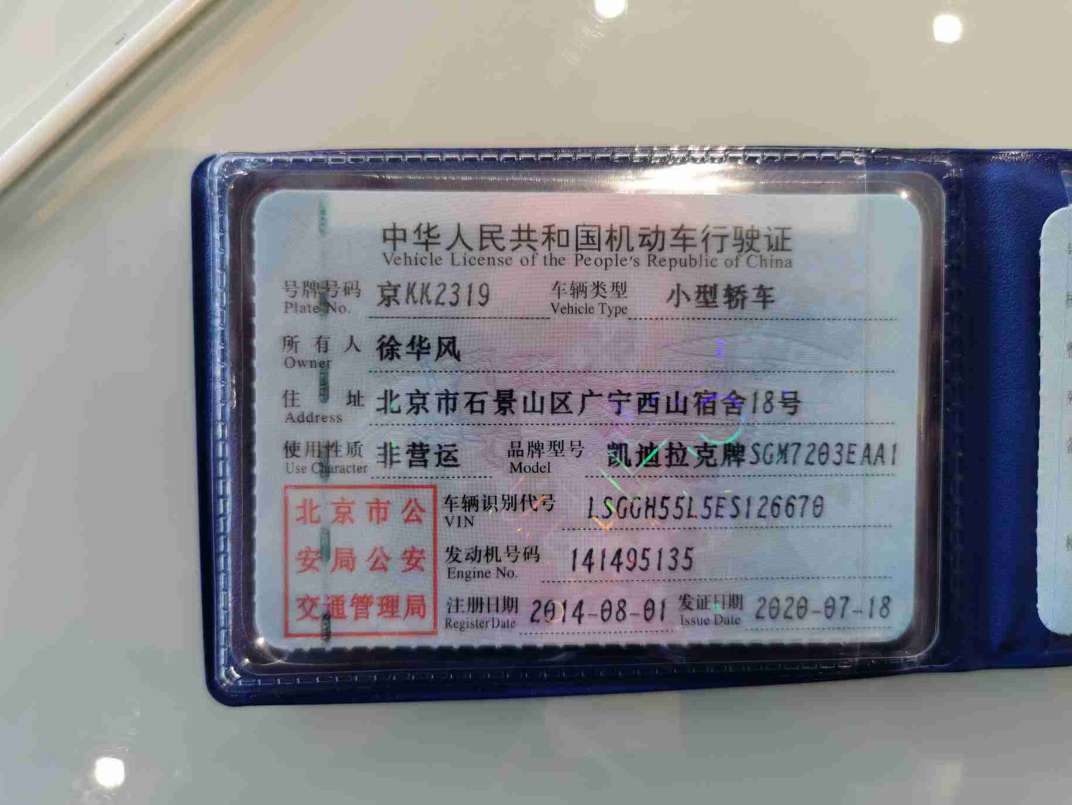 中华人民共和国机动车行驶证
Vehicle License of the People's Republic of China
号牌号码 京KK2319 车辆类型 小型轿车
Plate No. Vehicle Type
所有人 徐华风
Owner
住址 北京市石景山区广宁西山宿舍18号
Address
使用性质 非营运 品牌型号 凯迪拉克牌SGM7203EAA1
Use Character Model
北京市公
安局公安
交通管理局
车辆识别代号 LSGGH55L5ES126670
VIN
发动机号码 141495135
Engine No.
注册日期 2014-08-01 发证日期 2020-07-18
Register Date Issue Date